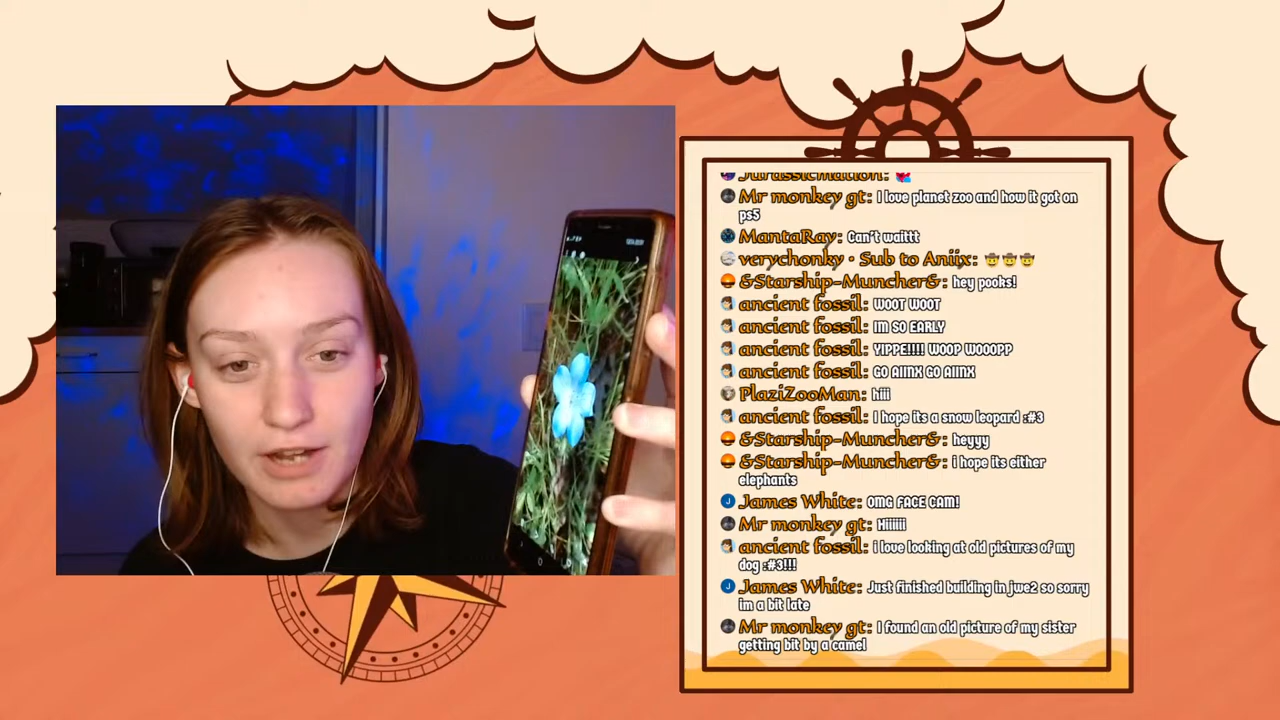 Jurassicmation:
Mr monkey gt: I love planet zoo and how it got on
ps5
MantaRay: Can't waittt
verychonky • Sub to Aniix:
&Starship-Muncher&: hey pooks!
ancient fossil: WOOT WOOT
ancient fossil: IM SO EARLY
ancient fossil: YIPPE!!!! WOOP WOOOPP
ancient fossil: GO AIINX GO AIINX
PlaziZooMan: hiii
ancient fossil: I hope its a snow leopard :#3
&Starship-Muncher&: heyyy
&Starship-Muncher&: i hope its either
elephants
James White: OMG FACE CAM!
Mr monkey gt: Hiiiiii
ancient fossil: i love looking at old pictures of my
dog :#3!!!
James White: Just finished building in jwe2 so sorry
im a bit late
Mr monkey gt: I found an old picture of my sister
getting bit by a camel